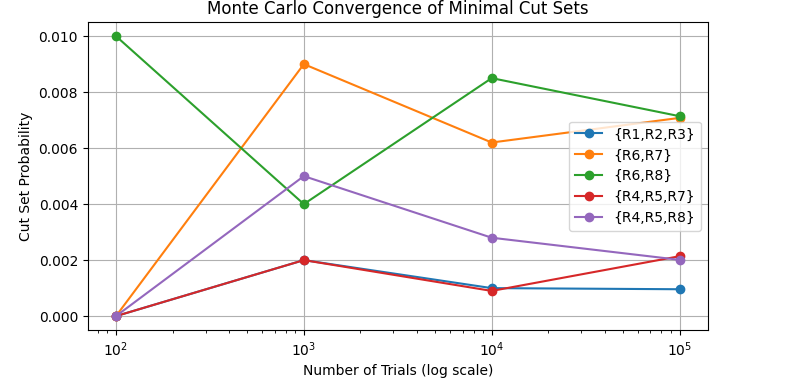 Monte Carlo Convergence of Minimal Cut Sets
Cut Set Probability
0.010
0.008
0.006
0.004
0.002
0.000
{R1,R2,R3}
{R6,R7}
{R6,R8}
{R4,R5,R7}
{R4,R5,R8}
10²
10³
10⁴
10⁵
Number of Trials (log scale)